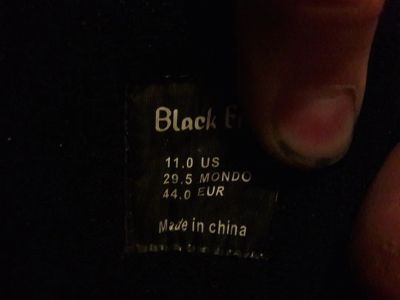 Black
11.0 US
29.5 MONDO
44.0 EUR
Made in china